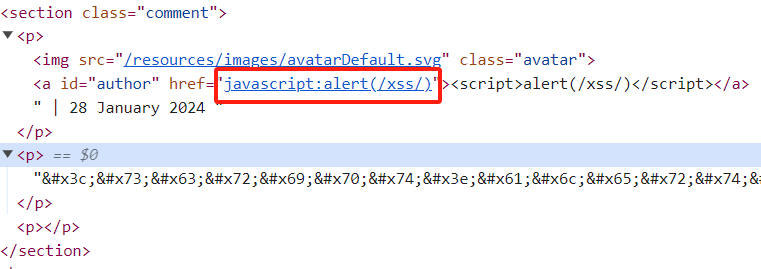 <section class="comment">
▼<p>
<img src="/resources/images/avatarDefault.svg" class="avatar">
<a id="author" href="javascript:alert(/xss/)"><script>alert(/xss/)</script></a>
" | 28 January 2024 "
</p>
▼<p> == $0
"&#x3c;&#x73;&#x63;&#x72;&#x69;&#x70;&#x74;&#x3e;&#x61;&#x6c;&#x65;&#x72;&#x74;&
</p>
<p></p>
</section>